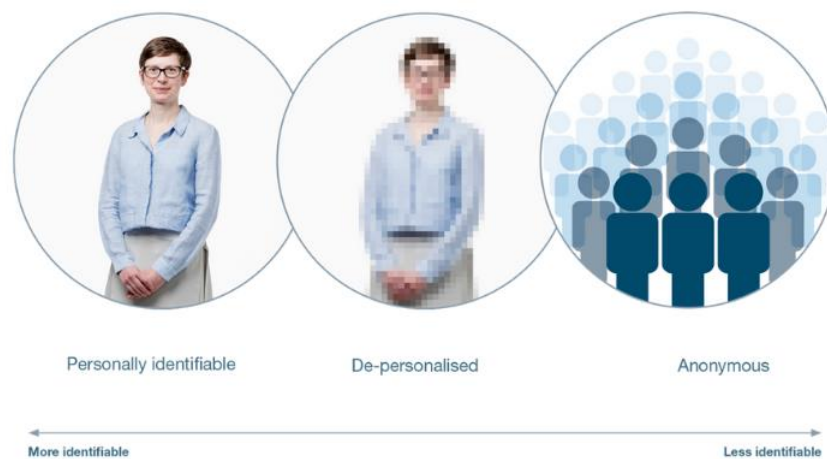 Personally identifiable
De-personalised
Anonymous
More identifiable
Less identifiable